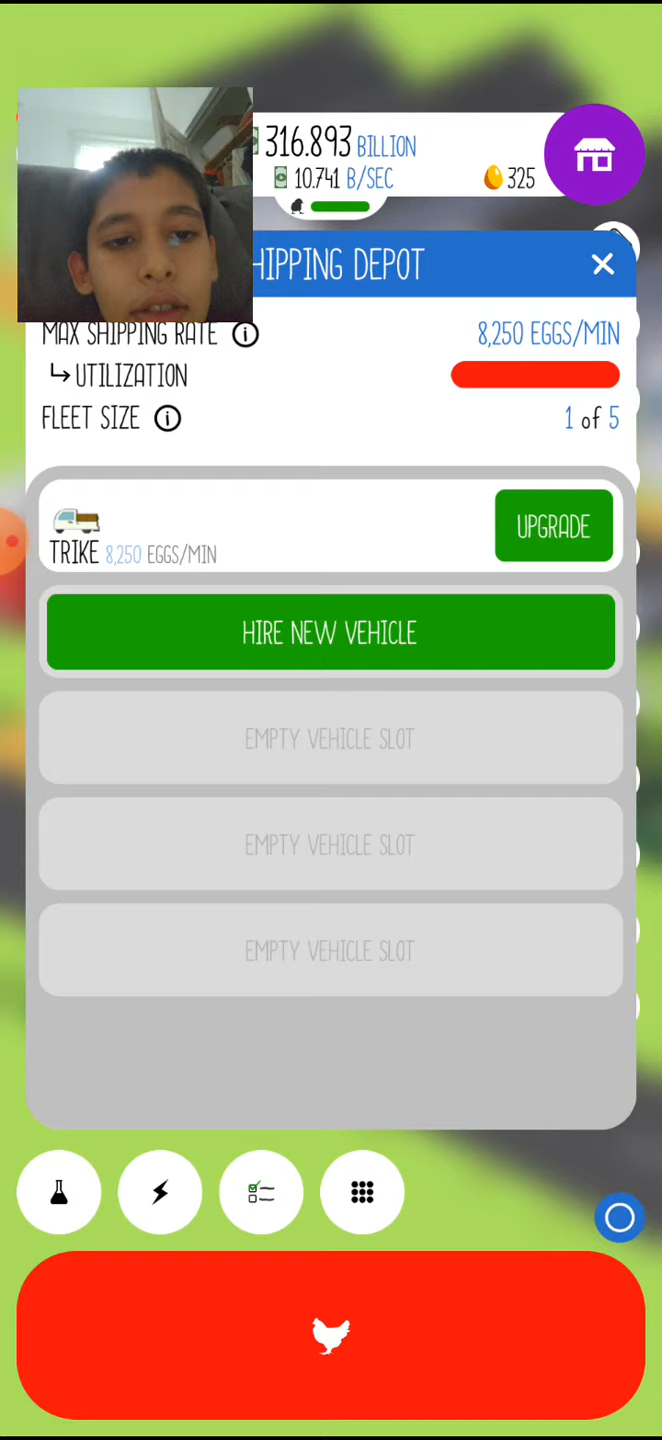 316.893 BILLION
10.741 B/SEC
325
HIPPING DEPOT
MAX SHIPPING RATE
8,250 EGGS/MIN
UTILIZATION
FLEET SIZE
1 of 5
TRIKE 8,250 EGGS/MIN
UPGRADE
HIRE NEW VEHICLE
EMPTY VEHICLE SLOT
EMPTY VEHICLE SLOT
EMPTY VEHICLE SLOT